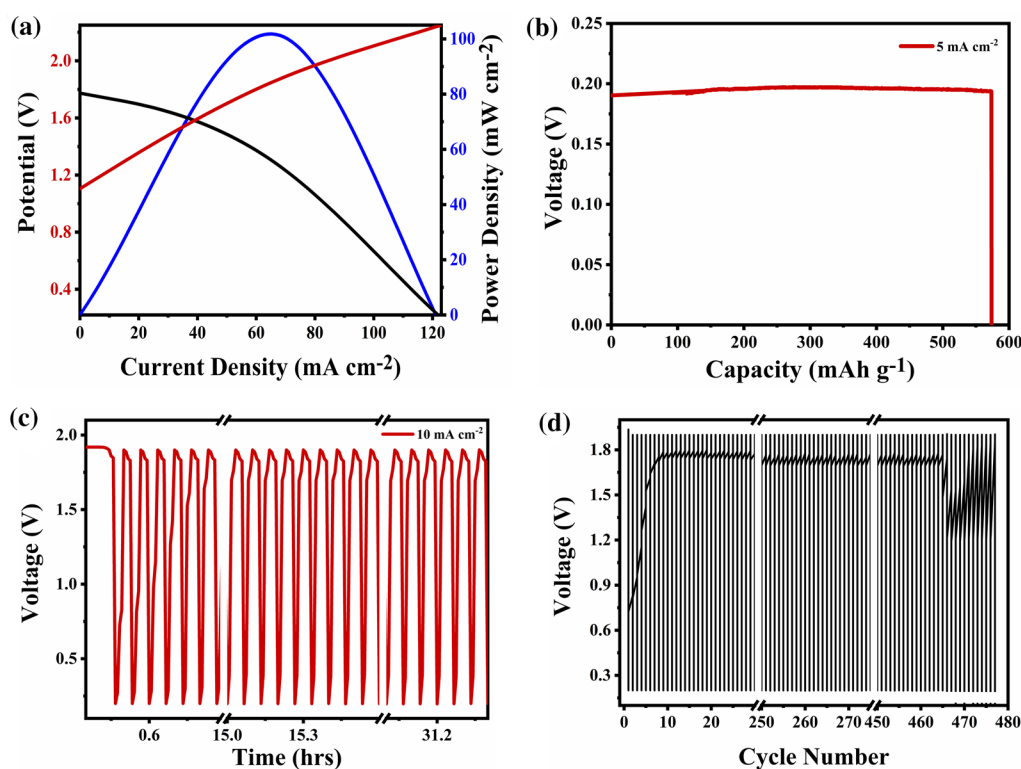 (a)
Potential (V)
2.0
1.6
1.2
0.8
0.4
100
80
60
40
20
0
Power Density (mW cm-2)
0 20 40 60 80 100 120
Current Density (mA cm-2)
(b)
5 mA cm-2
Voltage (V)
0.25
0.20
0.15
0.10
0.05
0.00
0 100 200 300 400 500 600
Capacity (mAh g-1)
(c)
10 mA cm-2
Voltage (V)
2.0
1.5
1.0
0.5
0.6 15.0 15.3 31.2
Time (hrs)
(d)
Voltage (V)
1.8
1.5
1.2
0.9
0.6
0.3
0 10 20 250 260 270 450 460 470 480
Cycle Number